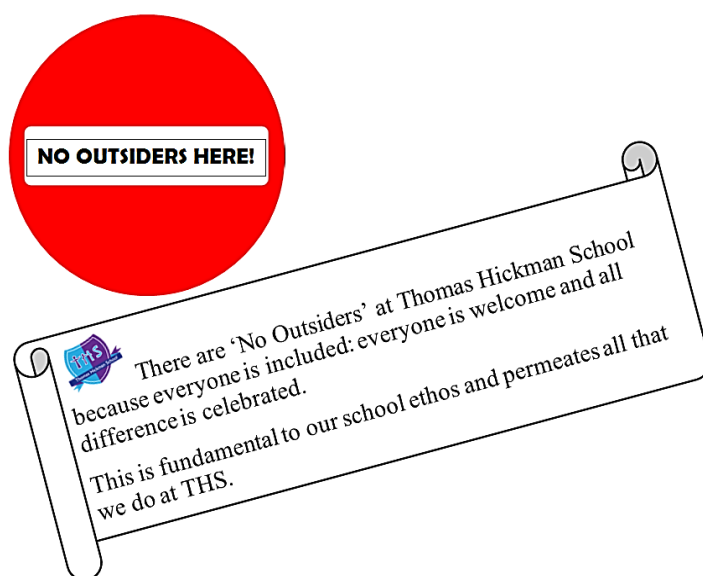 NO OUTSIDERS HERE!
THS
There are ‘No Outsiders’ at Thomas Hickman School
because everyone is included: everyone is welcome and all
difference is celebrated.
This is fundamental to our school ethos and permeates all that
we do at THS.